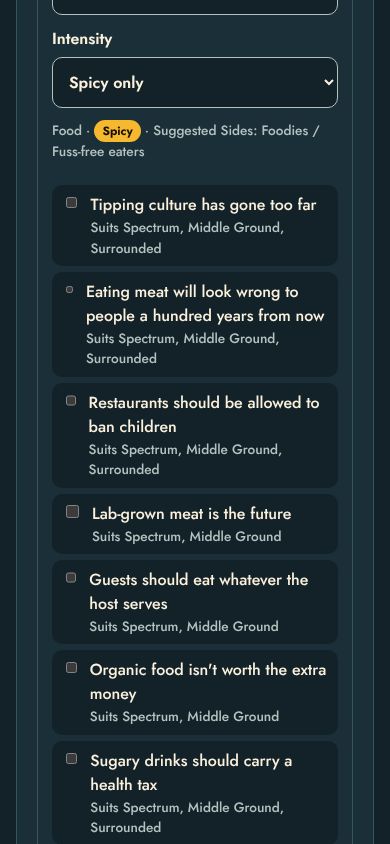 Intensity
Spicy only
Food · Spicy · Suggested Sides: Foodies /
Fuss-free eaters
Tipping culture has gone too far
Suits Spectrum, Middle Ground,
Surrounded
Eating meat will look wrong to
people a hundred years from now
Suits Spectrum, Middle Ground,
Surrounded
Restaurants should be allowed to
ban children
Suits Spectrum, Middle Ground,
Surrounded
Lab-grown meat is the future
Suits Spectrum, Middle Ground
Guests should eat whatever the
host serves
Suits Spectrum, Middle Ground
Organic food isn't worth the extra
money
Suits Spectrum, Middle Ground
Sugary drinks should carry a
health tax
Suits Spectrum, Middle Ground,
Surrounded